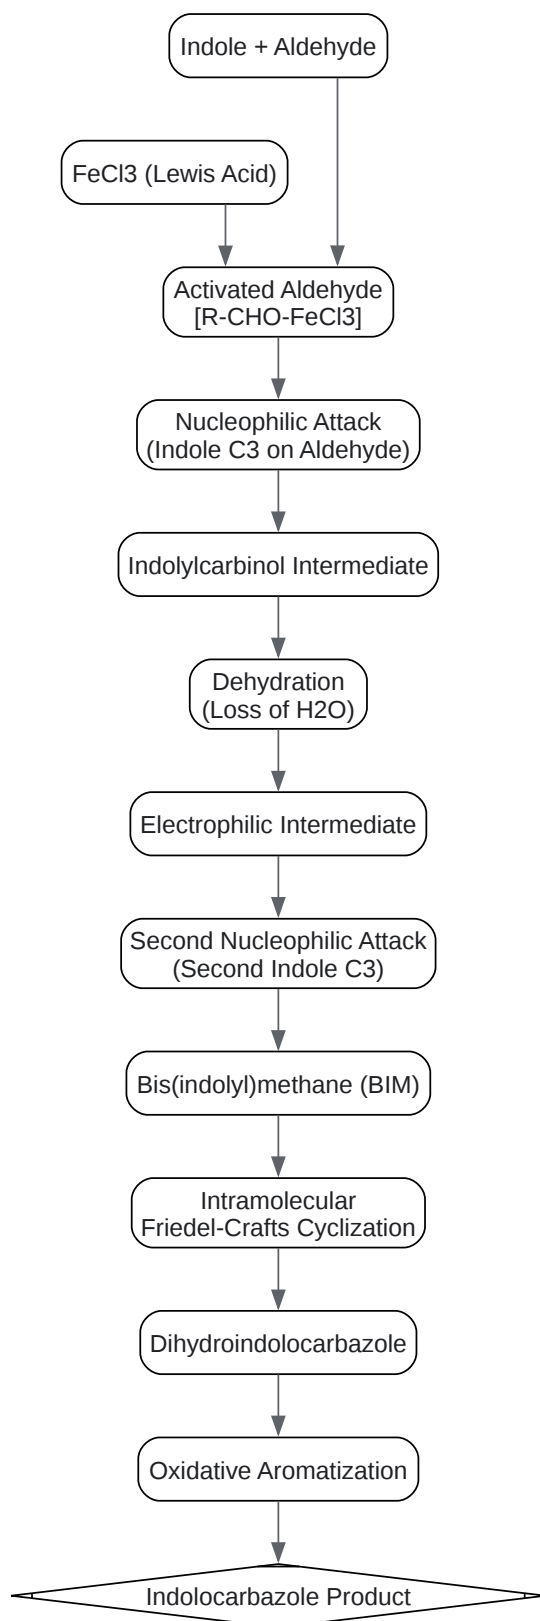 Indole + Aldehyde
FeCl3 (Lewis Acid)
Activated Aldehyde
[R-CHO-FeCl3]
Nucleophilic Attack
(Indole C3 on Aldehyde)
Indolylcarbinol Intermediate
Dehydration
(Loss of H2O)
Electrophilic Intermediate
Second Nucleophilic Attack
(Second Indole C3)
Bis(indolyl)methane (BIM)
Intramolecular
Friedel-Crafts Cyclization
Dihydroindolocarbazole
Oxidative Aromatization
Indolocarbazole Product